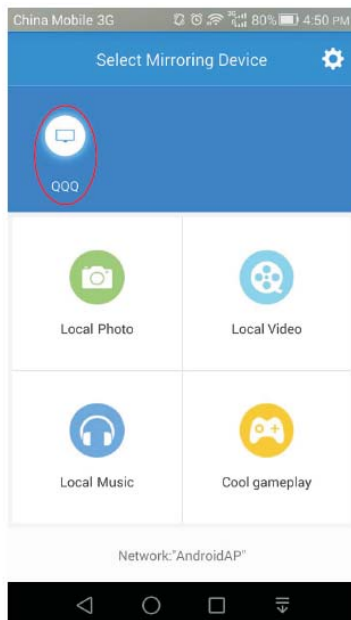 China Mobile 3G 80% 4:50 PM
Select Mirroring Device
QQQ
Local Photo Local Video
Local Music Cool gameplay
Network:"AndroidAP"